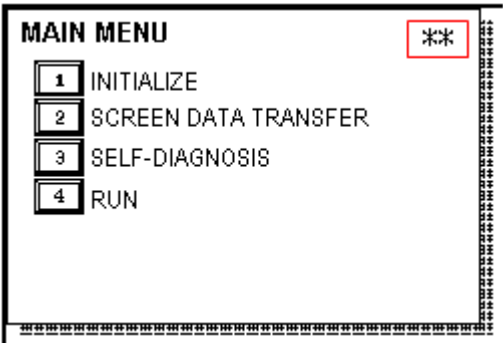 MAIN MENU **
1 INITIALIZE
2 SCREEN DATA TRANSFER
3 SELF-DIAGNOSIS
4 RUN